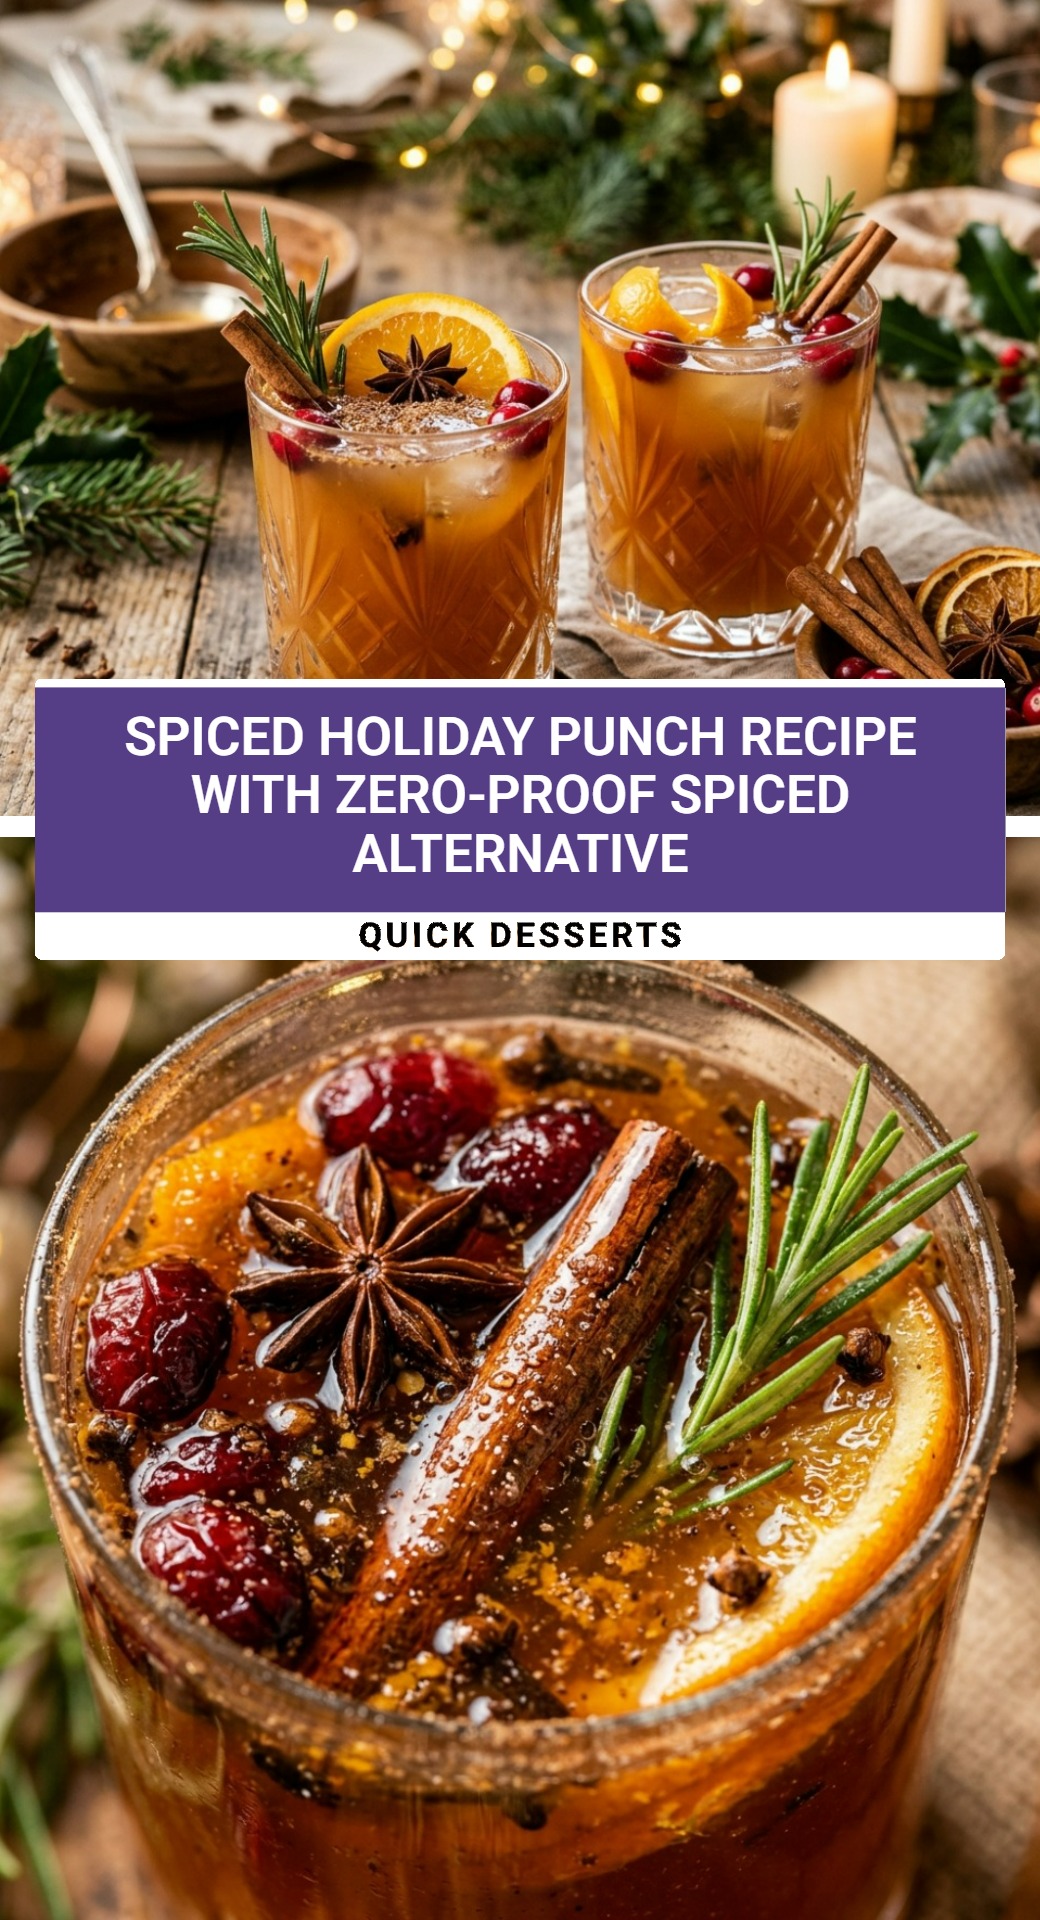 SPICED HOLIDAY PUNCH RECIPE
WITH ZERO-PROOF SPICED
ALTERNATIVE
QUICK DESSERTS